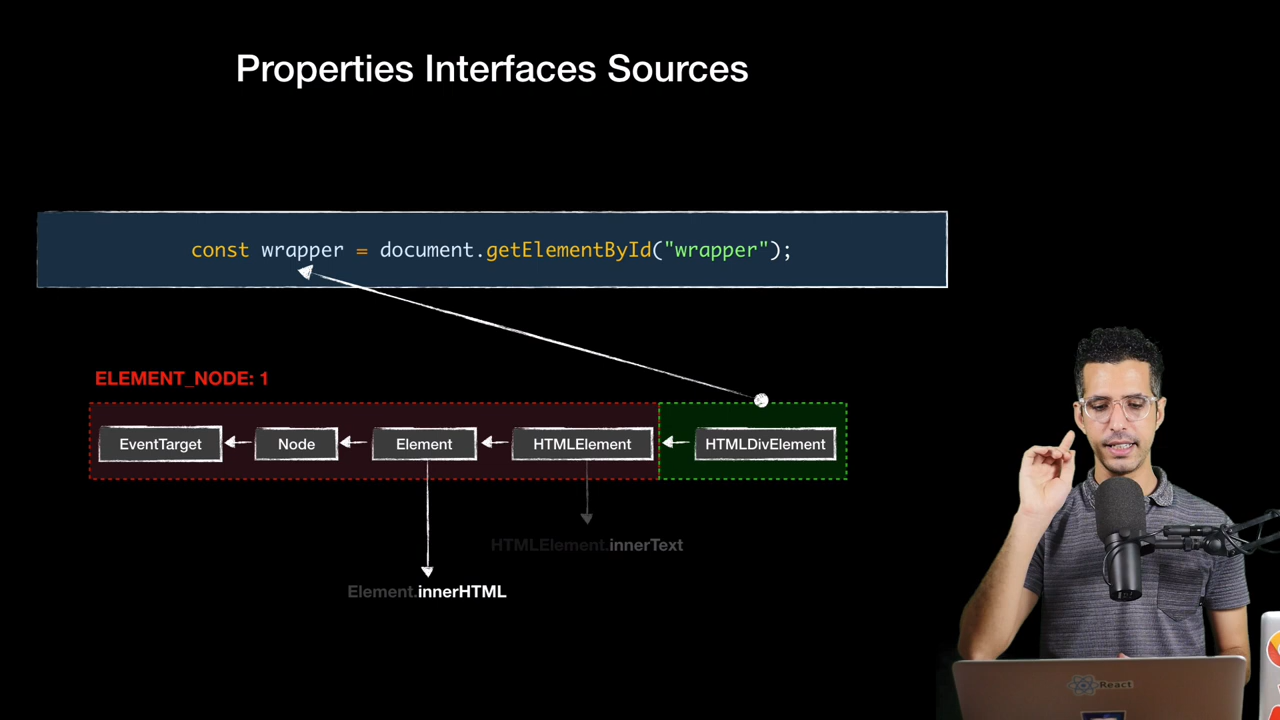 Properties Interfaces Sources
const wrapper = document.getElementById("wrapper");
ELEMENT_NODE: 1
EventTarget
Node
Element
HTMLElement
HTMLDivElement
HTMLElement.innerText
Element.innerHTML
React